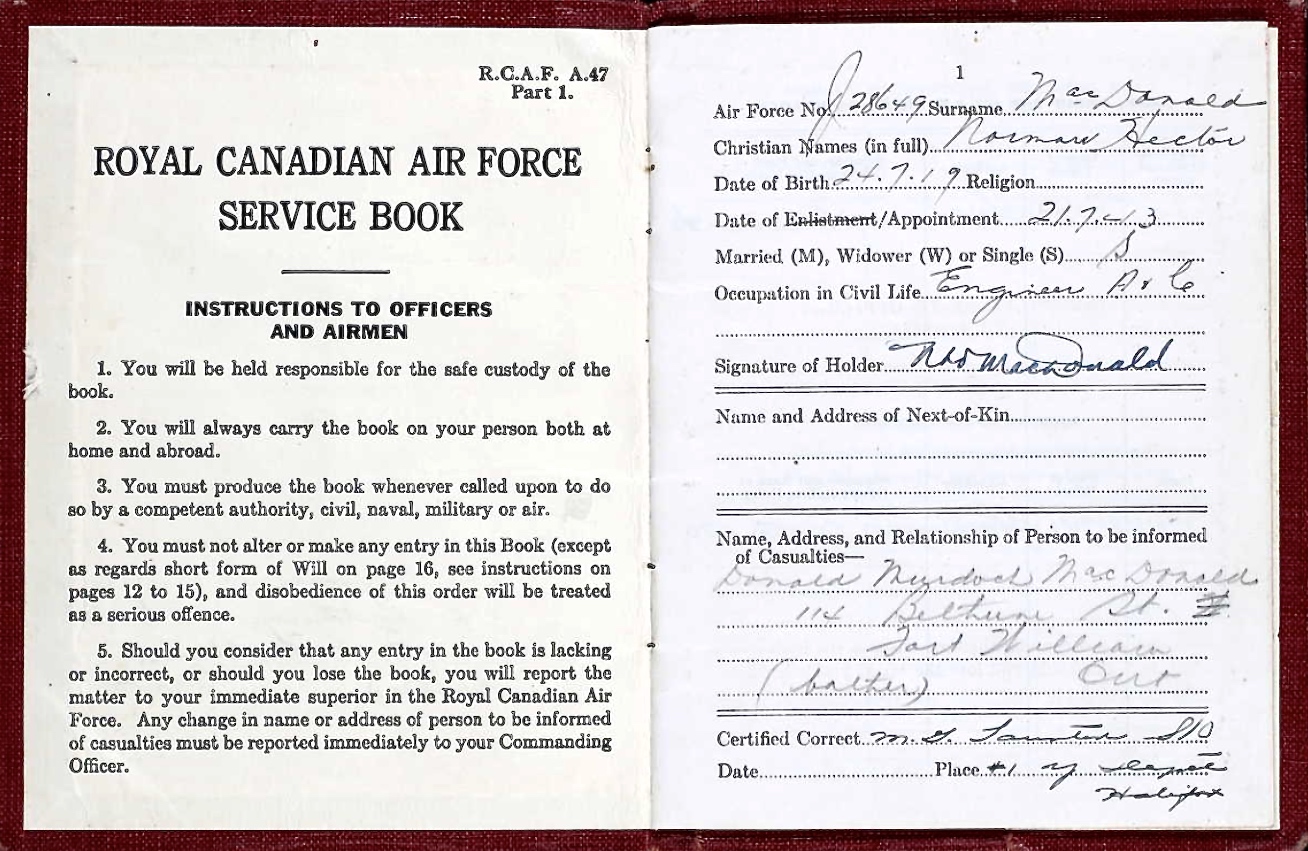 R.C.A.F. A.47
Part 1.
ROYAL CANADIAN AIR FORCE
SERVICE BOOK
INSTRUCTIONS TO OFFICERS
AND AIRMEN
1. You will be held responsible for the safe custody of the
book.
2. You will always carry the book on your person both at
home and abroad.
3. You must produce the book whenever called upon to do
so by a competent authority, civil, naval, military or air.
4. You must not alter or make any entry in this Book (except
as regards short form of Will on page 16, see instructions on
pages 12 to 15), and disobedience of this order will be treated
as a serious offence.
5. Should you consider that any entry in the book is lacking
or incorrect, or should you lose the book, you will report the
matter to your immediate superior in the Royal Canadian Air
Force. Any change in name or address of person to be informed
of casualties must be reported immediately to your Commanding
Officer.
1
Air Force No. J28649 Surname MacDonald
Christian Names (in full) Norman Hector
Date of Birth 24.7.19 Religion
Date of Enlistment/Appointment 21.7.43
Married (M), Widower (W) or Single (S) S
Occupation in Civil Life Engineer
Signature of Holder MacDonald
Name and Address of Next-of-Kin
Name, Address, and Relationship of Person to be informed
of Casualties—
Donald Murdoch MacDonald
114 Bethune St.
Fort William
Ont
Certified Correct
Date Place #1 Y Depot
Halifax